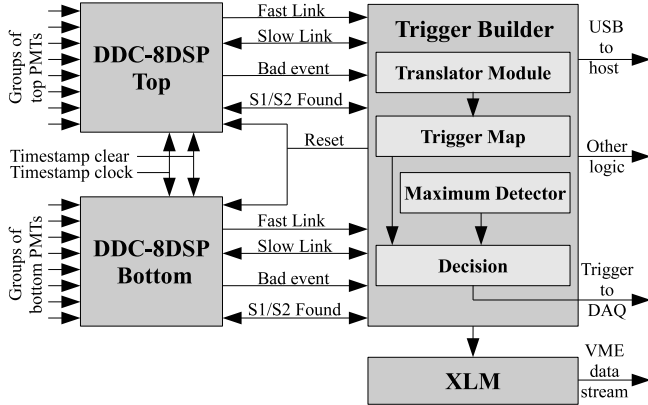 Groups of
top PMTs
DDC-8DSP
Top
Fast Link
Slow Link
Bad event
S1/S2 Found
Reset
Timestamp clear
Timestamp clock
Groups of
bottom PMTs
DDC-8DSP
Bottom
Fast Link
Slow Link
Bad event
S1/S2 Found
Trigger Builder
Translator Module
Trigger Map
Maximum Detector
Decision
XLM
USB
to
host
Other
logic
Trigger
to
DAQ
VME
data
stream